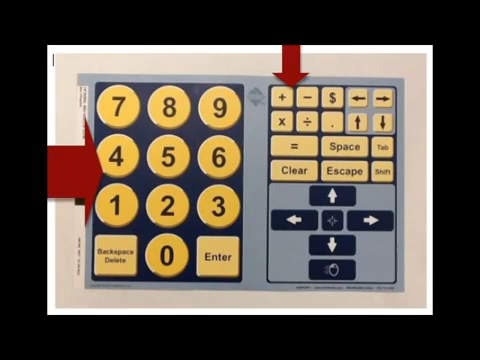 7 8 9
4 5 6
1 2 3
Backspace
Delete
0
Enter
+ - $ ← →
x ÷ . ↑ ↓
= Space Tab
Clear Escape Shift